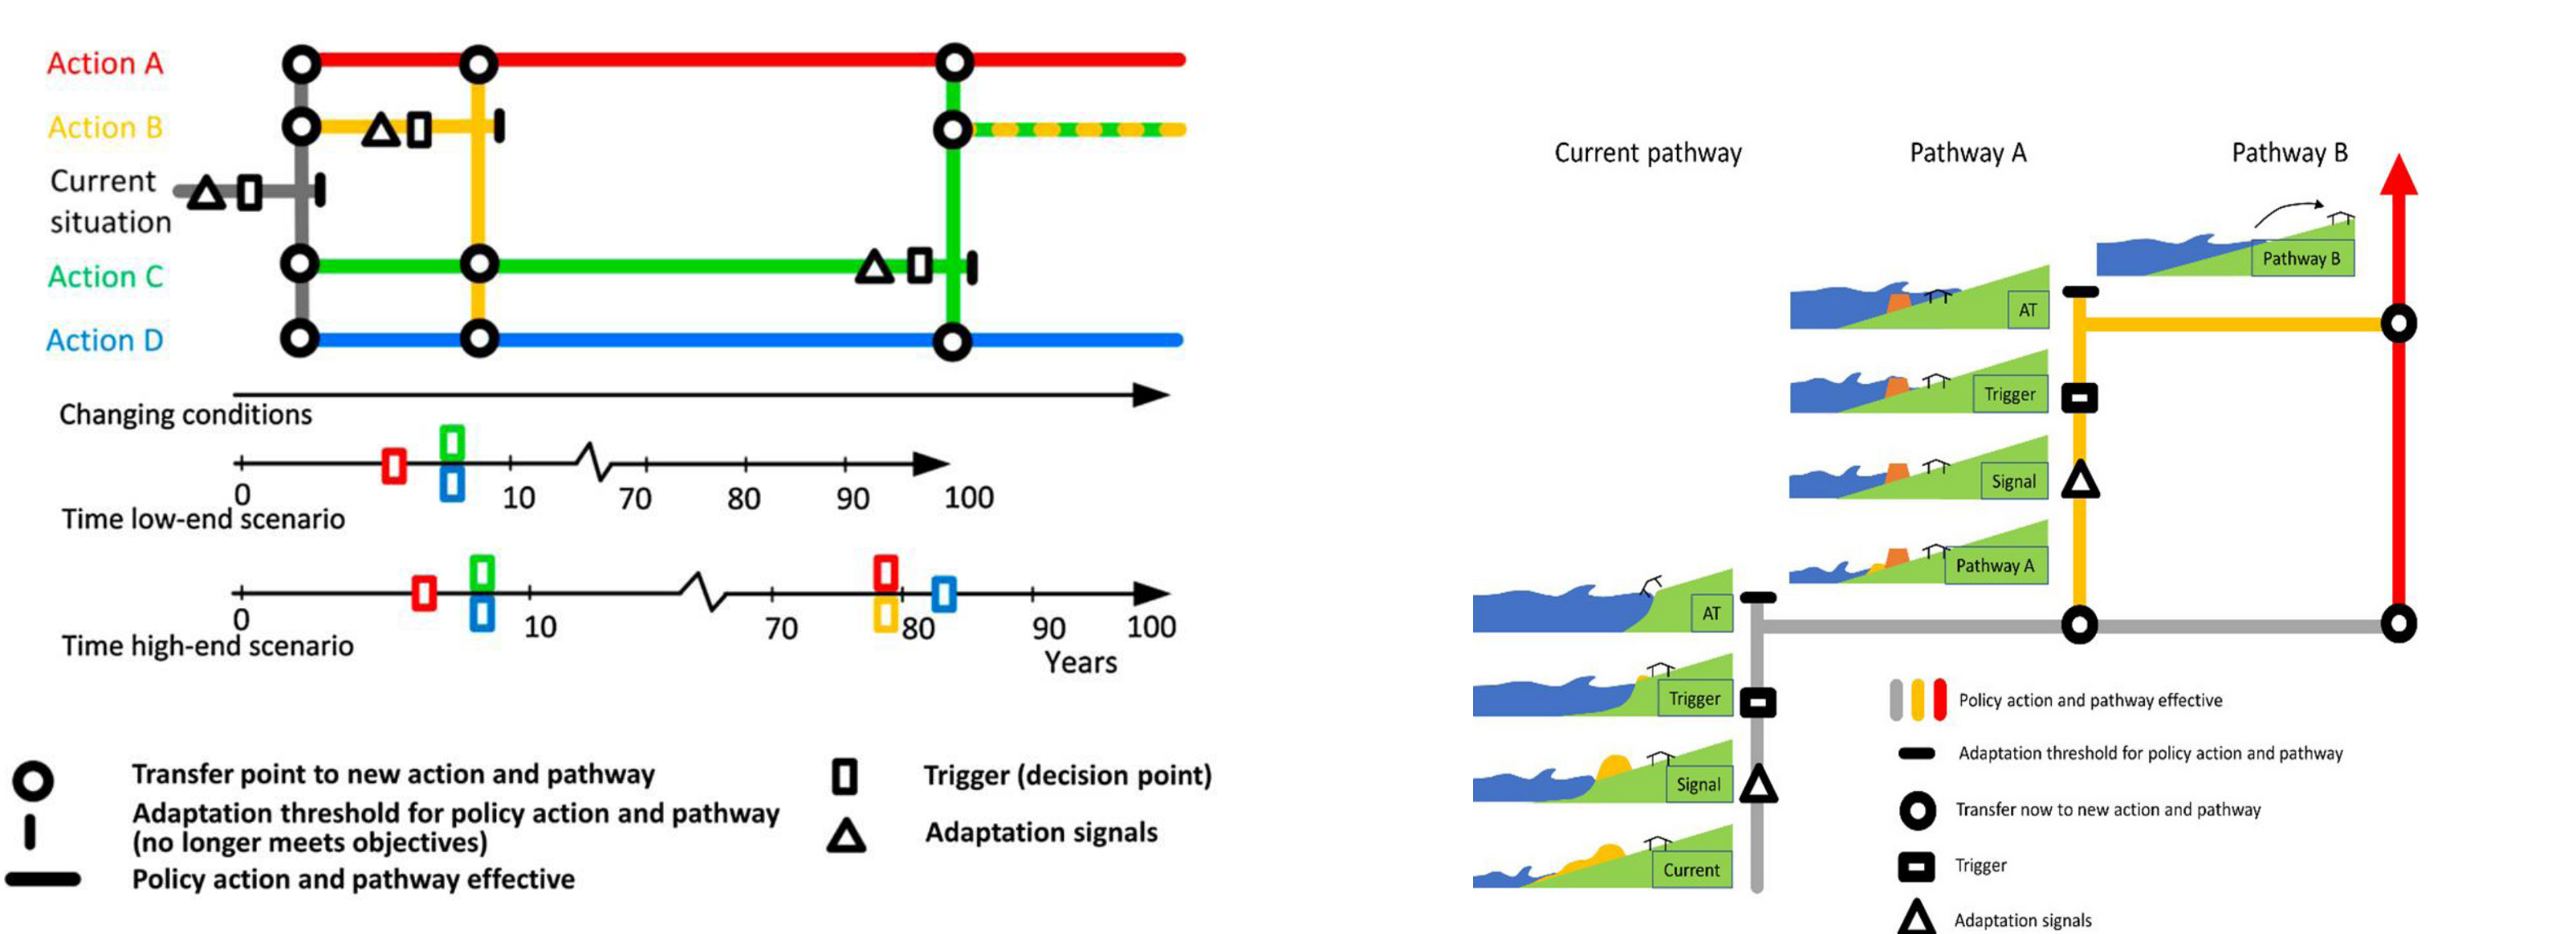 Action A
Action B
Current
situation
Action C
Action D
Changing conditions
0
10
70
80
90
100
Time low-end scenario
0
10
70
80
90
100
Time high-end scenario
Years
Transfer point to new action and pathway
Adaptation threshold for policy action and pathway
(no longer meets objectives)
Policy action and pathway effective
Trigger (decision point)
Adaptation signals
Current pathway
Pathway A
Pathway B
Pathway B
AT
Trigger
Signal
Pathway A
AT
Trigger
Signal
Current
Policy action and pathway effective
Adaptation threshold for policy action and pathway
Transfer now to new action and pathway
Trigger
Adaptation signals